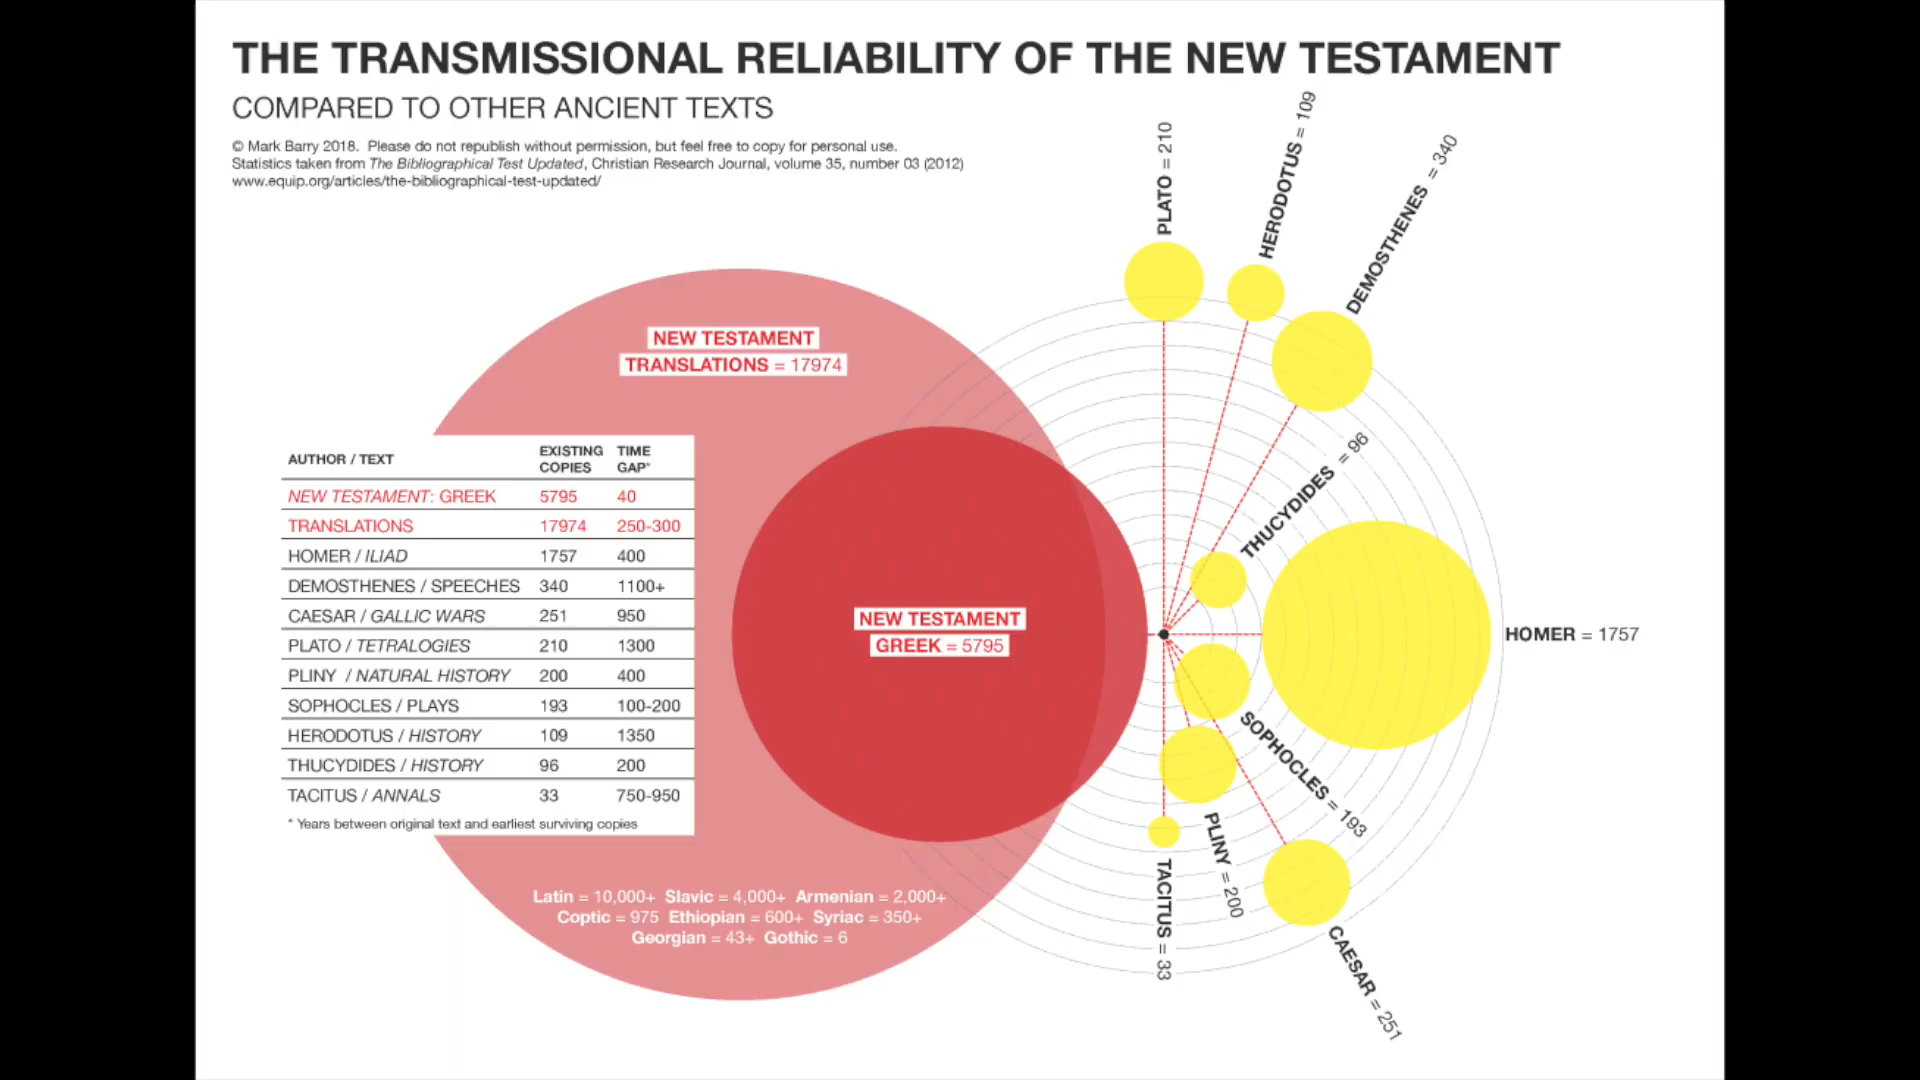 THE TRANSMISSIONAL RELIABILITY OF THE NEW TESTAMENT
COMPARED TO OTHER ANCIENT TEXTS
© Mark Barry 2018. Please do not republish without permission, but feel free to copy for personal use.
Statistics taken from The Bibliographical Test Updated, Christian Research Journal, volume 35, number 03 (2012)
www.equip.org/articles/the-bibliographical-test-updated/
NEW TESTAMENT
TRANSLATIONS = 17974
AUTHOR / TEXT EXISTING COPIES TIME GAP*
NEW TESTAMENT: GREEK 5795 40
TRANSLATIONS 17974 250-300
HOMER / ILIAD 1757 400
DEMOSTHENES / SPEECHES 340 1100+
CAESAR / GALLIC WARS 251 950
PLATO / TETRALOGIES 210 1300
PLINY / NATURAL HISTORY 200 400
SOPHOCLES / PLAYS 193 100-200
HERODOTUS / HISTORY 109 1350
THUCYDIDES / HISTORY 96 200
TACITUS / ANNALS 33 750-950
* Years between original text and earliest surviving copies
NEW TESTAMENT
GREEK = 5795
Latin = 10,000+ Slavic = 4,000+ Armenian = 2,000+
Coptic = 975 Ethiopian = 600+ Syriac = 350+
Georgian = 43+ Gothic = 6
PLATO = 210
HERODOTUS = 109
DEMOSTHENES = 340
THUCYDIDES = 96
HOMER = 1757
SOPHOCLES = 193
PLINY = 200
TACITUS = 33
CAESAR = 251